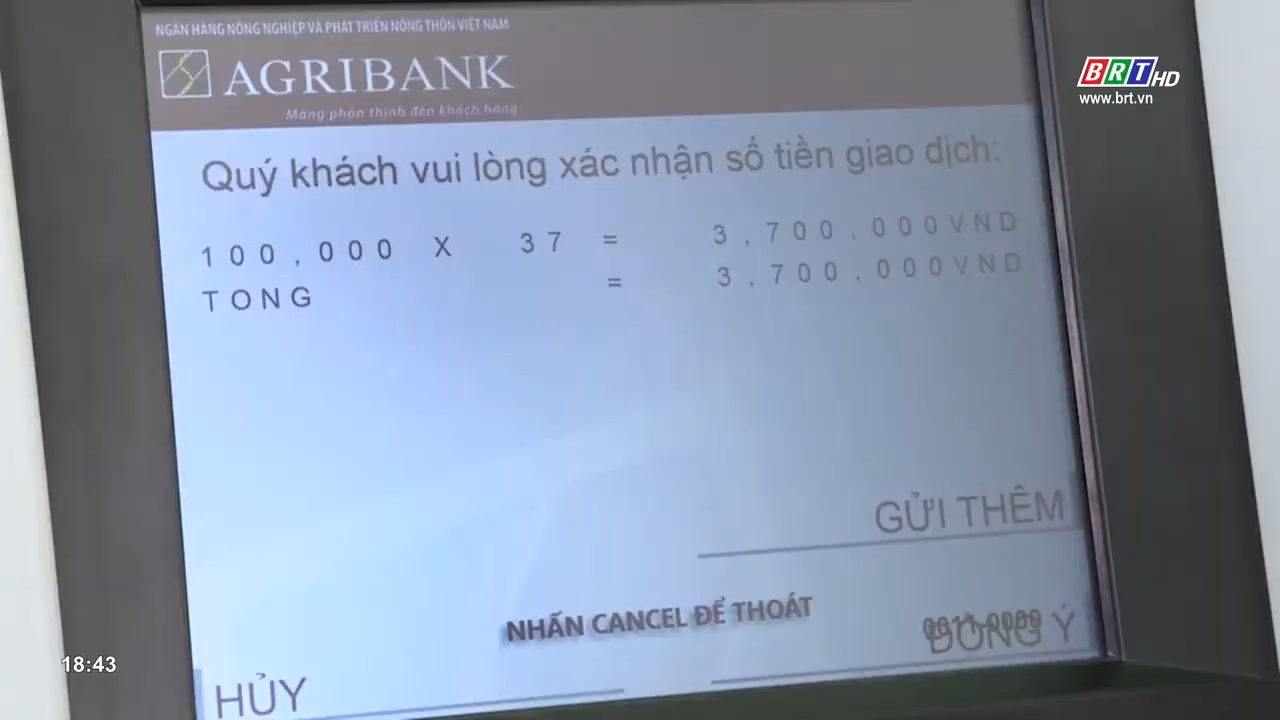 NGÂN HÀNG NÔNG NGHIỆP VÀ PHÁT TRIỂN NÔNG THÔN VIỆT NAM
AGRIBANK
Mang phồn thịnh đến khách hàng
BRT HD
www.brt.vn
Quý khách vui lòng xác nhận số tiền giao dịch:
100,000 X 37 = 3,700,000VND
TONG = 3,700,000VND
GỬI THÊM
NHẤN CANCEL ĐỂ THOÁT
ĐỒNG Ý
18:43
HỦY